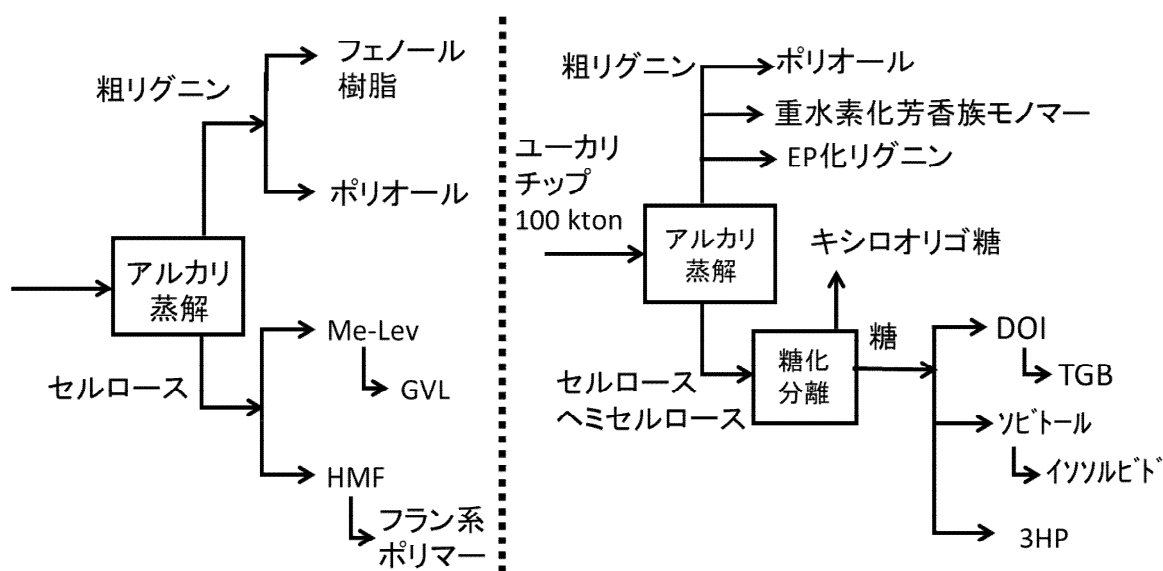 粗リグニン
フェノール
樹脂
ポリオール
アルカリ
蒸解
セルロース
Me-Lev
GVL
HMF
フラン系
ポリマー
ユーカリ
チップ
100 kton
粗リグニン
ポリオール
重水素化芳香族モノマー
EP化リグニン
アルカリ
蒸解
キシロオリゴ糖
セルロース
ヘミセルロース
糖化
分離
糖
DOI
TGB
ｿﾋﾞﾄｰﾙ
ｲｿｿﾙﾋﾞﾄﾞ
3HP